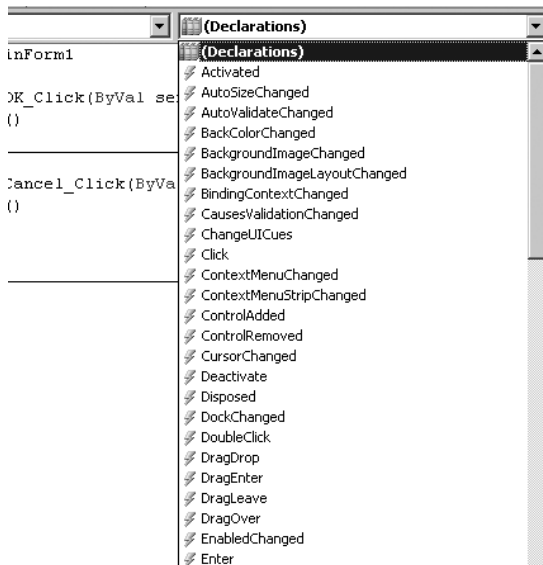 (Declarations)
(Declarations)
inForm1
Activated
AutoSizeChanged
OK_Click(ByVal se
AutoValidateChanged
()
BackColorChanged
BackgroundImageChanged
BackgroundImageLayoutChanged
Cancel_Click(ByVa
BindingContextChanged
()
CausesValidationChanged
ChangeUICues
Click
ContextMenuChanged
ContextMenuStripChanged
ControlAdded
ControlRemoved
CursorChanged
Deactivate
Disposed
DockChanged
DoubleClick
DragDrop
DragEnter
DragLeave
DragOver
EnabledChanged
Enter